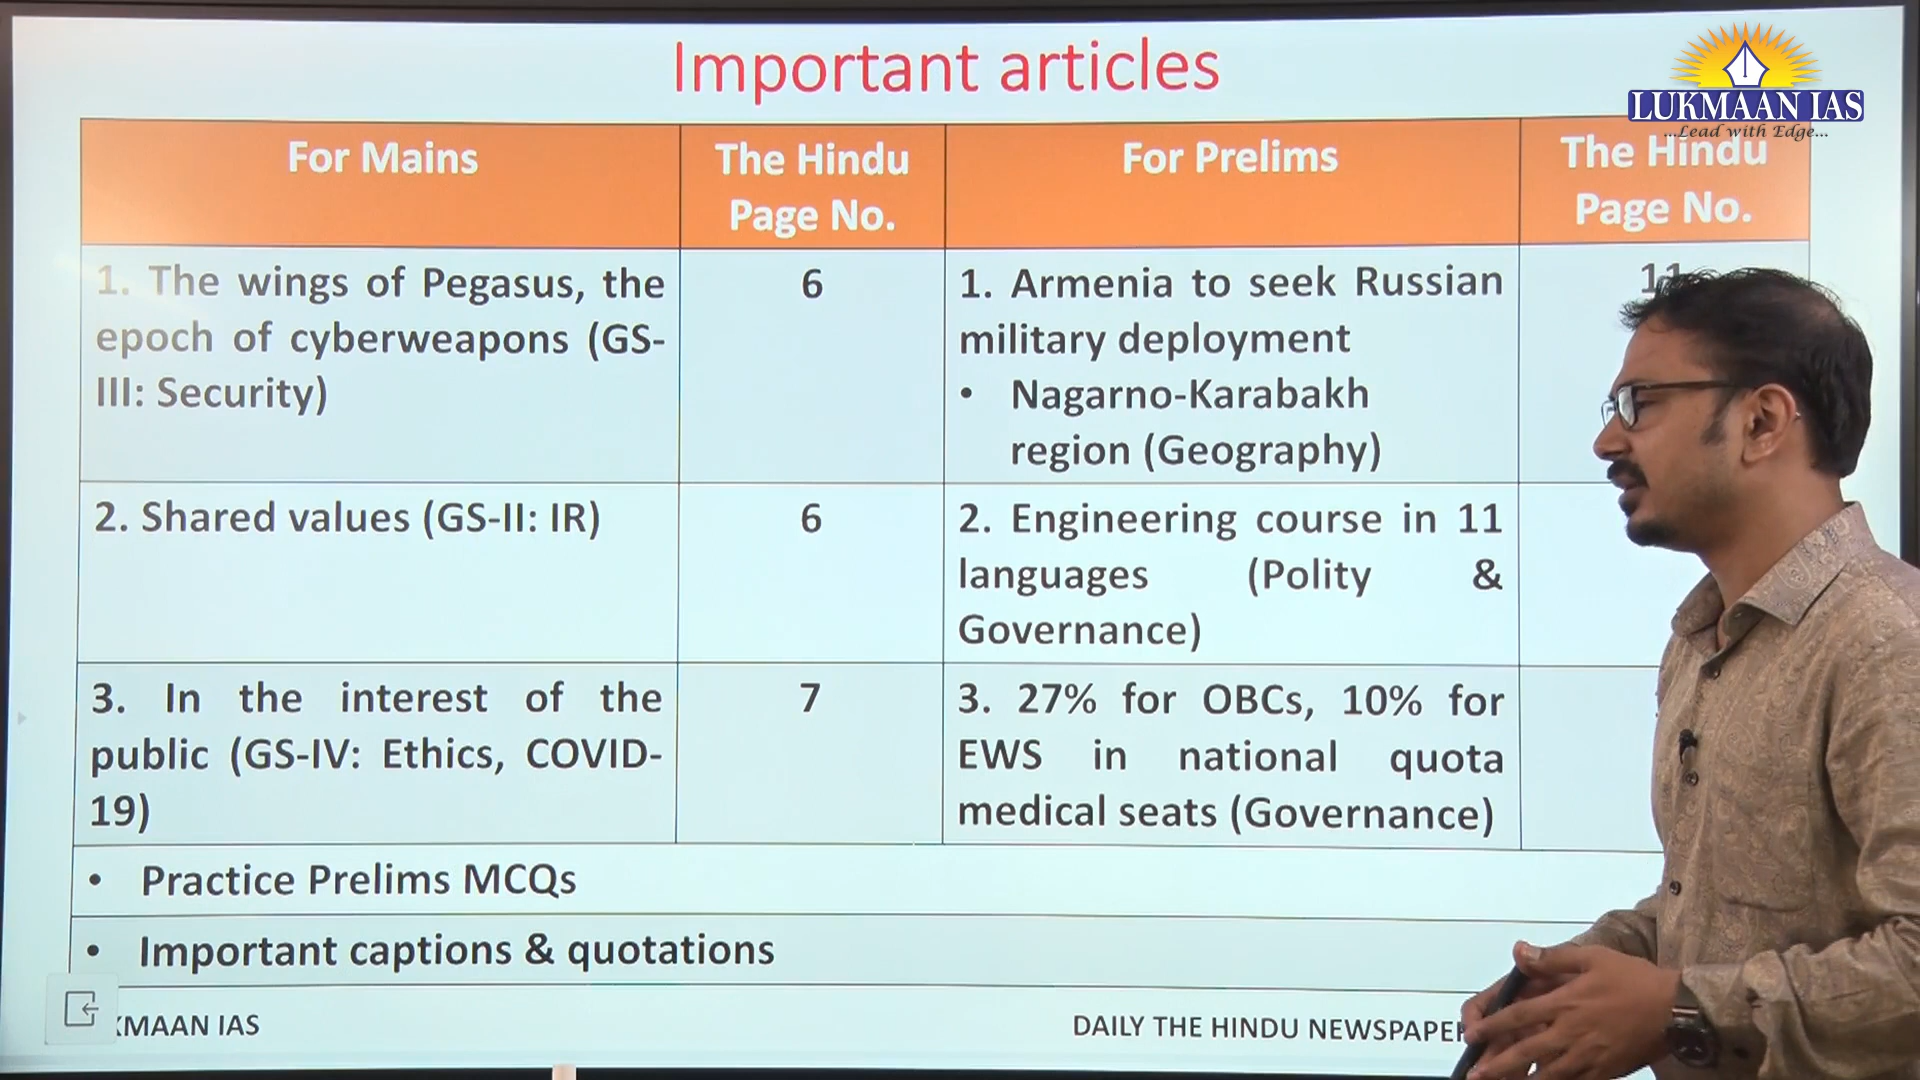 Important articles
LUKMAAN IAS
...Lead with Edge...
For Mains
The Hindu
Page No.
For Prelims
The Hindu
Page No.
1. The wings of Pegasus, the
epoch of cyberweapons (GS-
III: Security)
6
1. Armenia to seek Russian
military deployment
• Nagarno-Karabakh
region (Geography)
11
2. Shared values (GS-II: IR)
6
2. Engineering course in 11
languages (Polity &
Governance)
3. In the interest of the
public (GS-IV: Ethics, COVID-
19)
7
3. 27% for OBCs, 10% for
EWS in national quota
medical seats (Governance)
• Practice Prelims MCQs
• Important captions & quotations
KMAAN IAS
DAILY THE HINDU NEWSPAPER